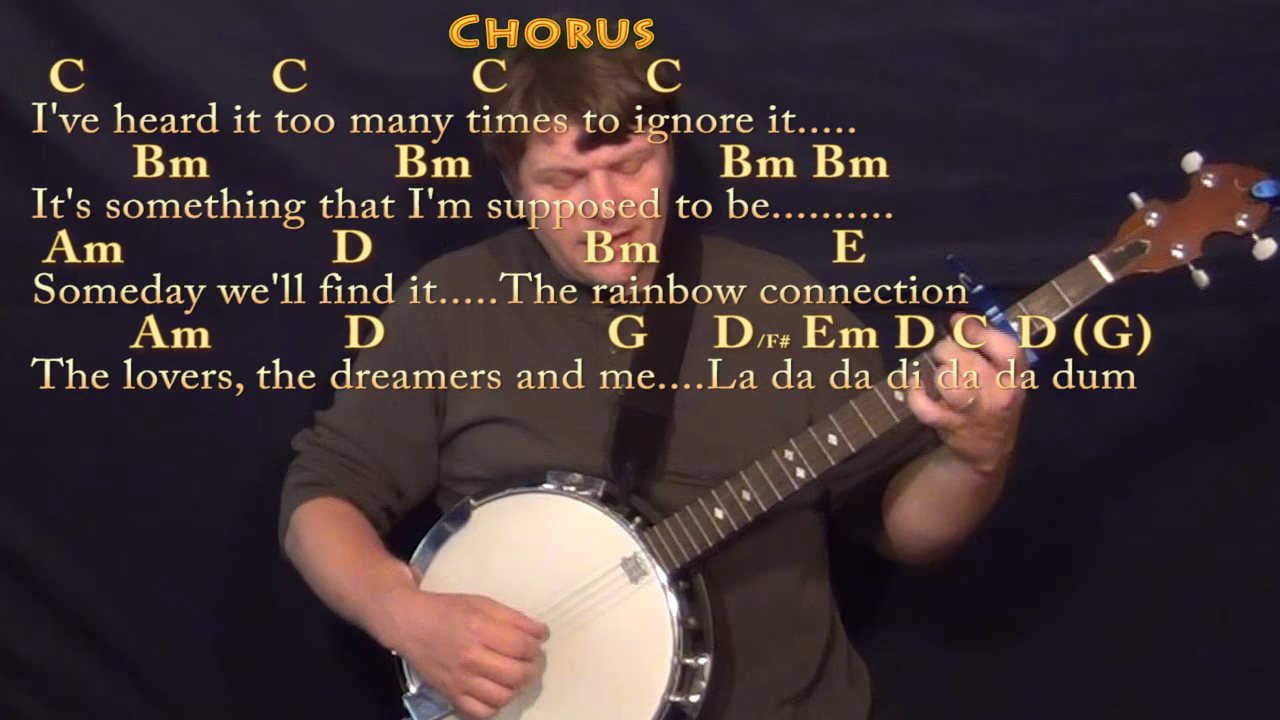 CHORUS
C C C C
I've heard it too many times to ignore it.....
Bm Bm Bm Bm
It's something that I'm supposed to be..........
Am D Bm E
Someday we'll find it.....The rainbow connection
Am D G D/F# Em D C D (G)
The lovers, the dreamers and me....La da da di da da dum